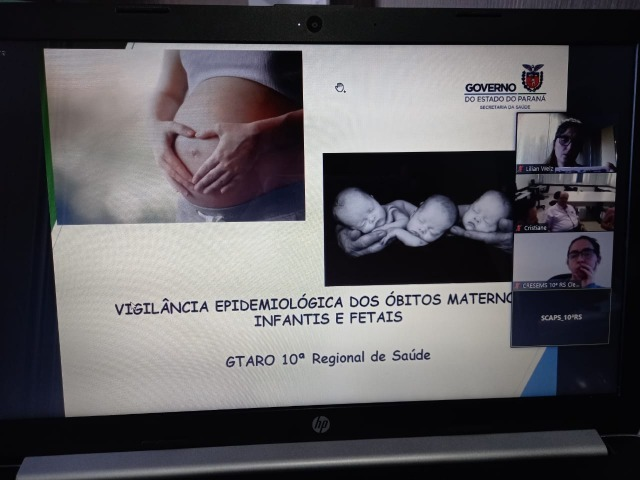 GOVERNO
DO ESTADO DO PARANÁ
SECRETARIA DA SAÚDE
Lilian Welz
Cristiane
CRESEMS 10ª RS
SCAPS_10ªRS
VIGILÂNCIA EPIDEMIOLÓGICA DOS ÓBITOS MATERNO
INFANTIS E FETAIS
GTARO 10ª Regional de Saúde
hp